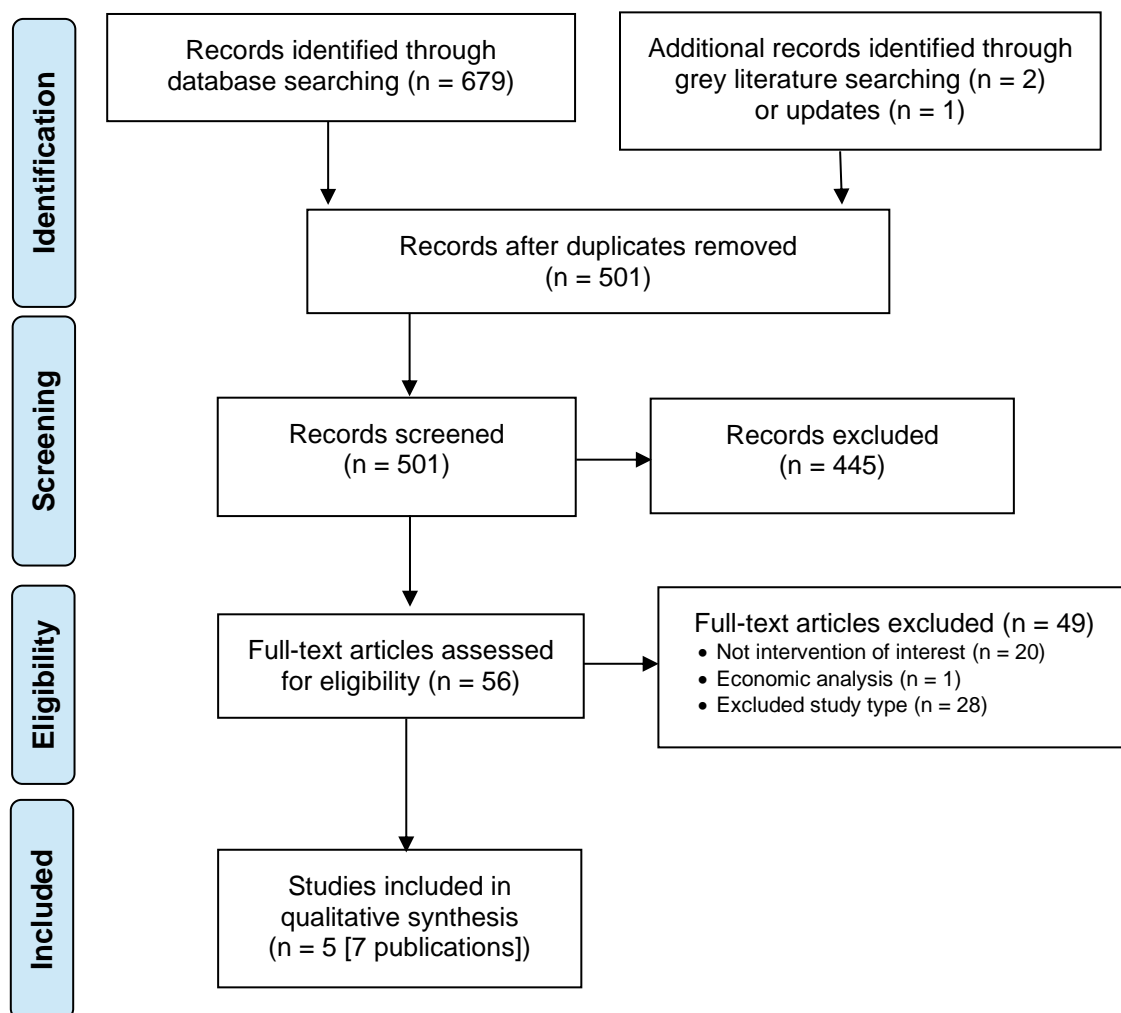 Identification
Records identified through
database searching (n = 679)
Additional records identified through
grey literature searching (n = 2)
or updates (n = 1)
Records after duplicates removed
(n = 501)
Screening
Records screened
(n = 501)
Records excluded
(n = 445)
Eligibility
Full-text articles assessed
for eligibility (n = 56)
Full-text articles excluded (n = 49)
• Not intervention of interest (n = 20)
• Economic analysis (n = 1)
• Excluded study type (n = 28)
Included
Studies included in
qualitative synthesis
(n = 5 [7 publications])